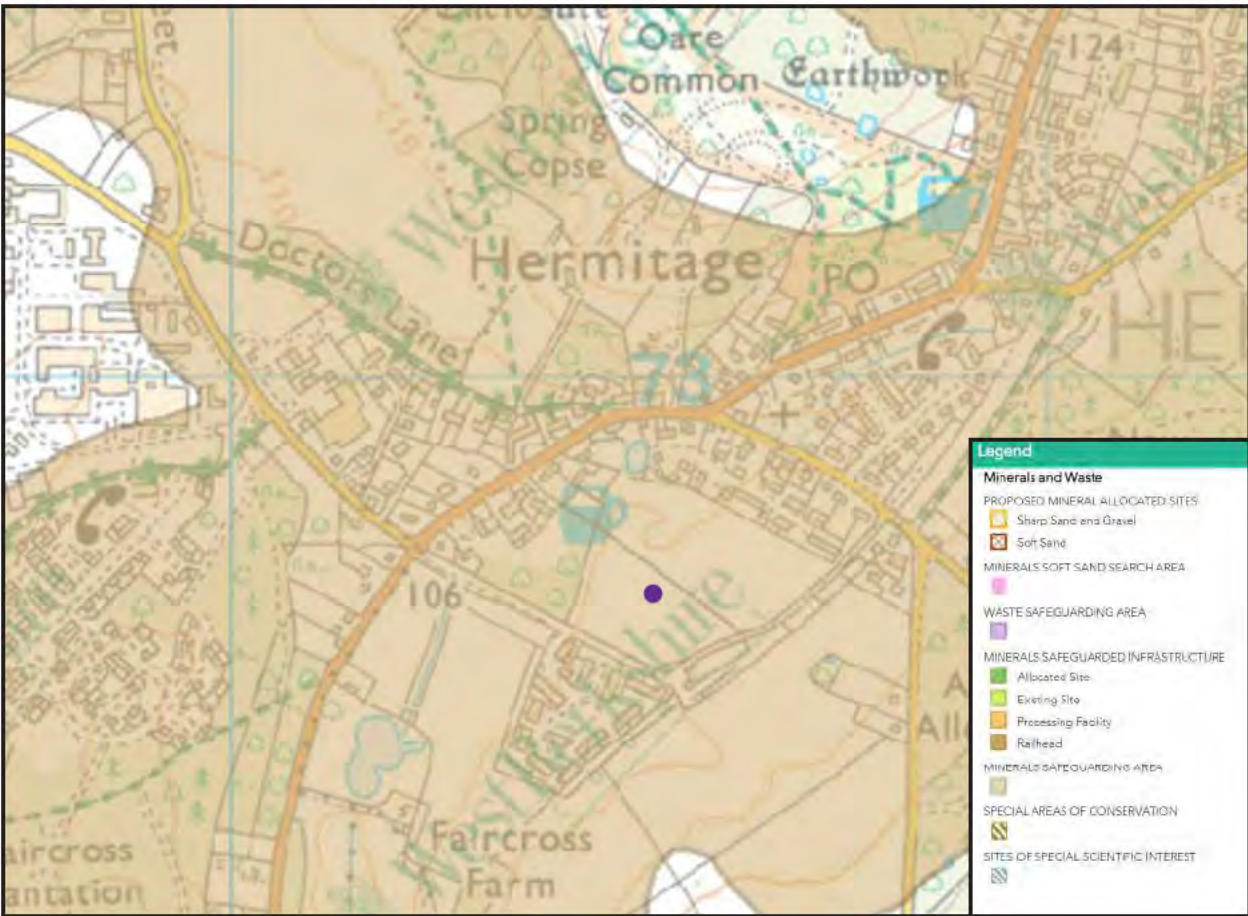 Oare
Common
Earthwork
124
Spring
Copse
Hermitage
Doctors Lane
PO
73
106
West Berkshire
Faircross
Farm
Legend
Minerals and Waste
PROPOSED MINERAL ALLOCATED SITES
Sharp Sand and Gravel
Soft Sand
MINERALS SOFT SAND SEARCH AREA
WASTE SAFEGUARDING AREA
MINERALS SAFEGUARDED INFRASTRUCTURE
Allocated Site
Existing Site
Processing Facility
Railhead
MINERALS SAFEGUARDING AREA
SPECIAL AREAS OF CONSERVATION
SITES OF SPECIAL SCIENTIFIC INTEREST